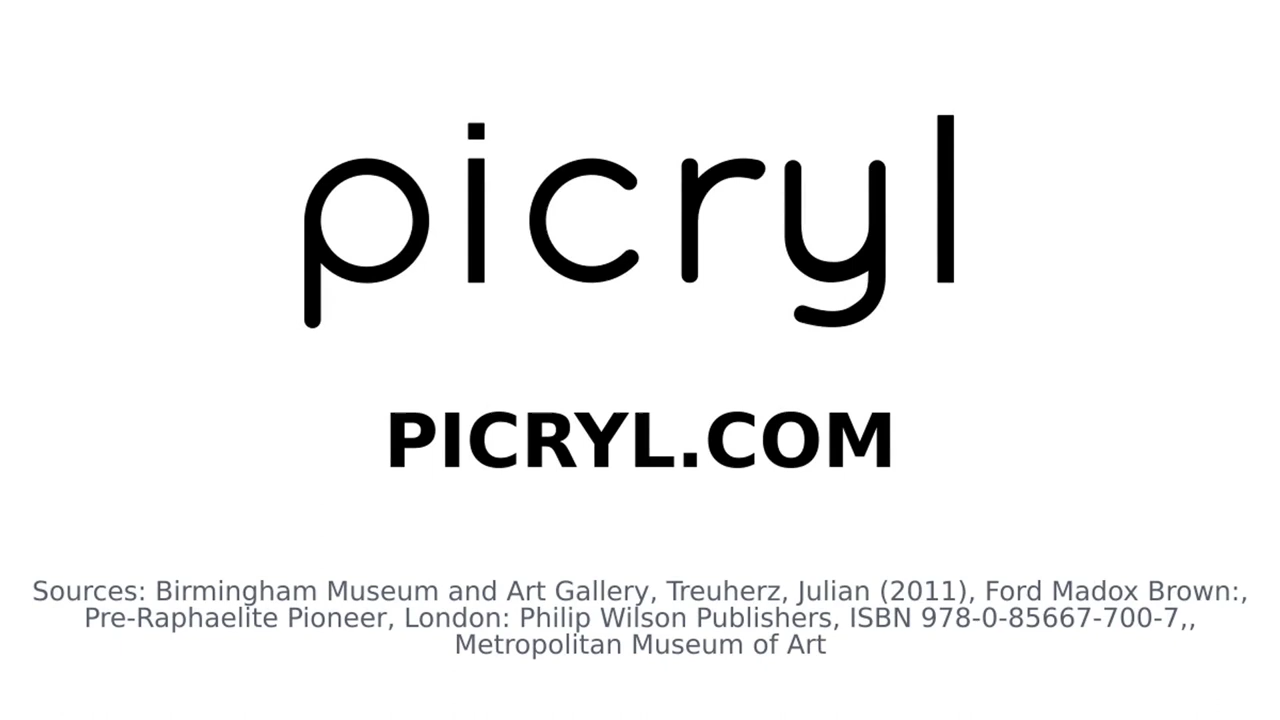 picryl
PICRYL.COM
Sources: Birmingham Museum and Art Gallery, Treuherz, Julian (2011), Ford Madox Brown:,
Pre-Raphaelite Pioneer, London: Philip Wilson Publishers, ISBN 978-0-85667-700-7,,
Metropolitan Museum of Art